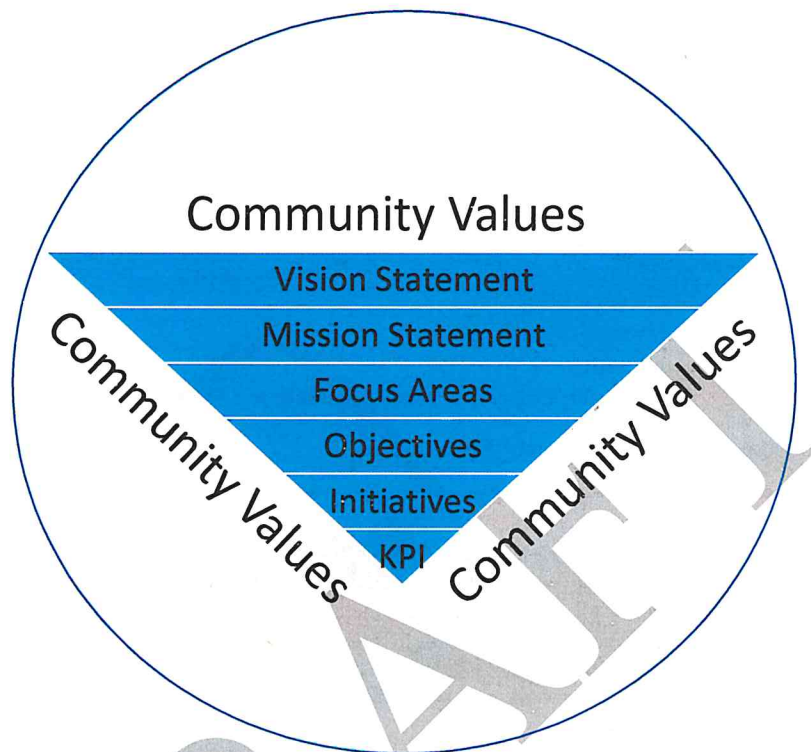 Community Values
Vision Statement
Mission Statement
Focus Areas
Objectives
Initiatives
KPI
Community Values
Community Values